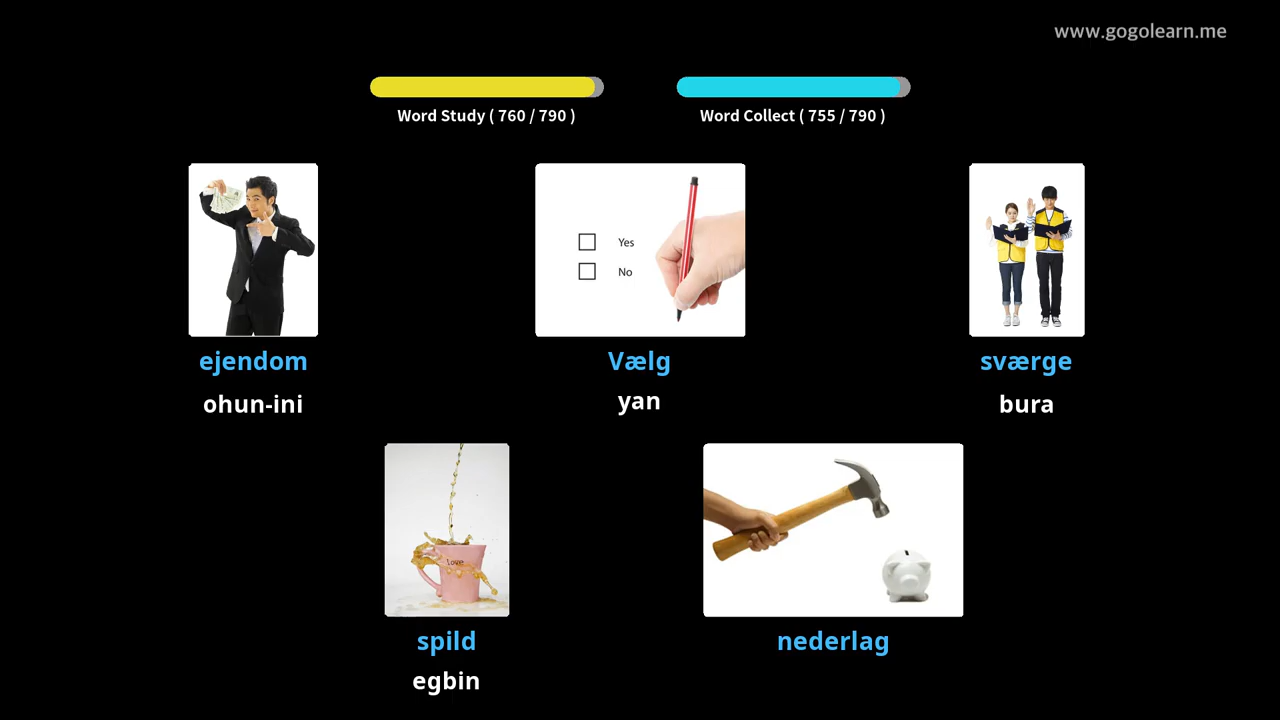 www.gogolearn.me
Word Study ( 760 / 790 )
Word Collect ( 755 / 790 )
Yes
No
ejendom
Vælg
sværge
ohun-ini
yan
bura
love
spild
nederlag
egbin